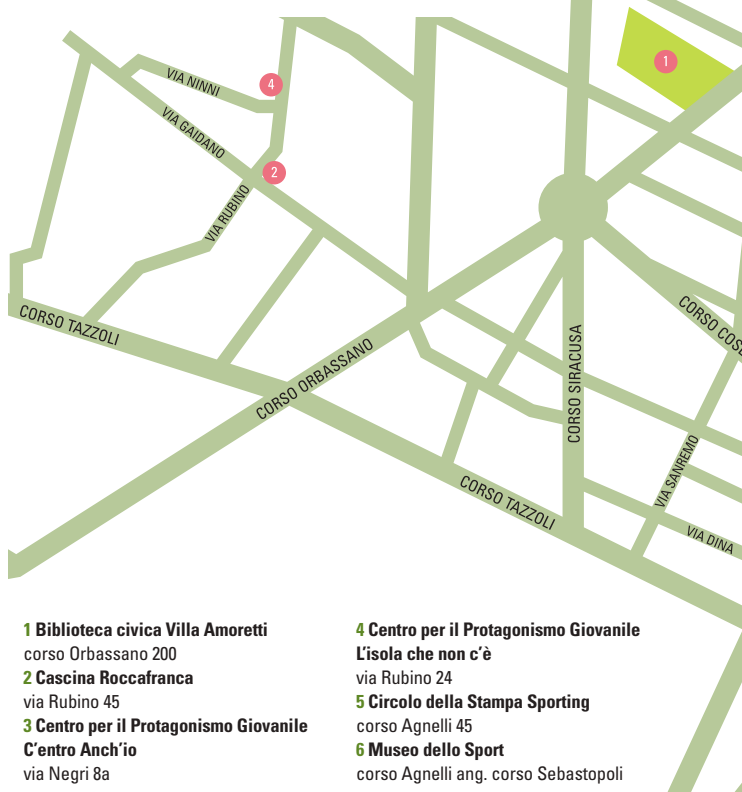 1
VIA NINNI
4
VIA GAIDANO
2
VIA RUBINO
CORSO TAZZOLI
CORSO COSE
CORSO ORBASSANO
CORSO SIRACUSA
VIA SANREMO
CORSO TAZZOLI
VIA DINA
1 Biblioteca civica Villa Amoretti
corso Orbassano 200
2 Cascina Roccafranca
via Rubino 45
3 Centro per il Protagonismo Giovanile
C'entro Anch'io
via Negri 8a
4 Centro per il Protagonismo Giovanile
L'isola che non c'è
via Rubino 24
5 Circolo della Stampa Sporting
corso Agnelli 45
6 Museo dello Sport
corso Agnelli ang. corso Sebastopoli